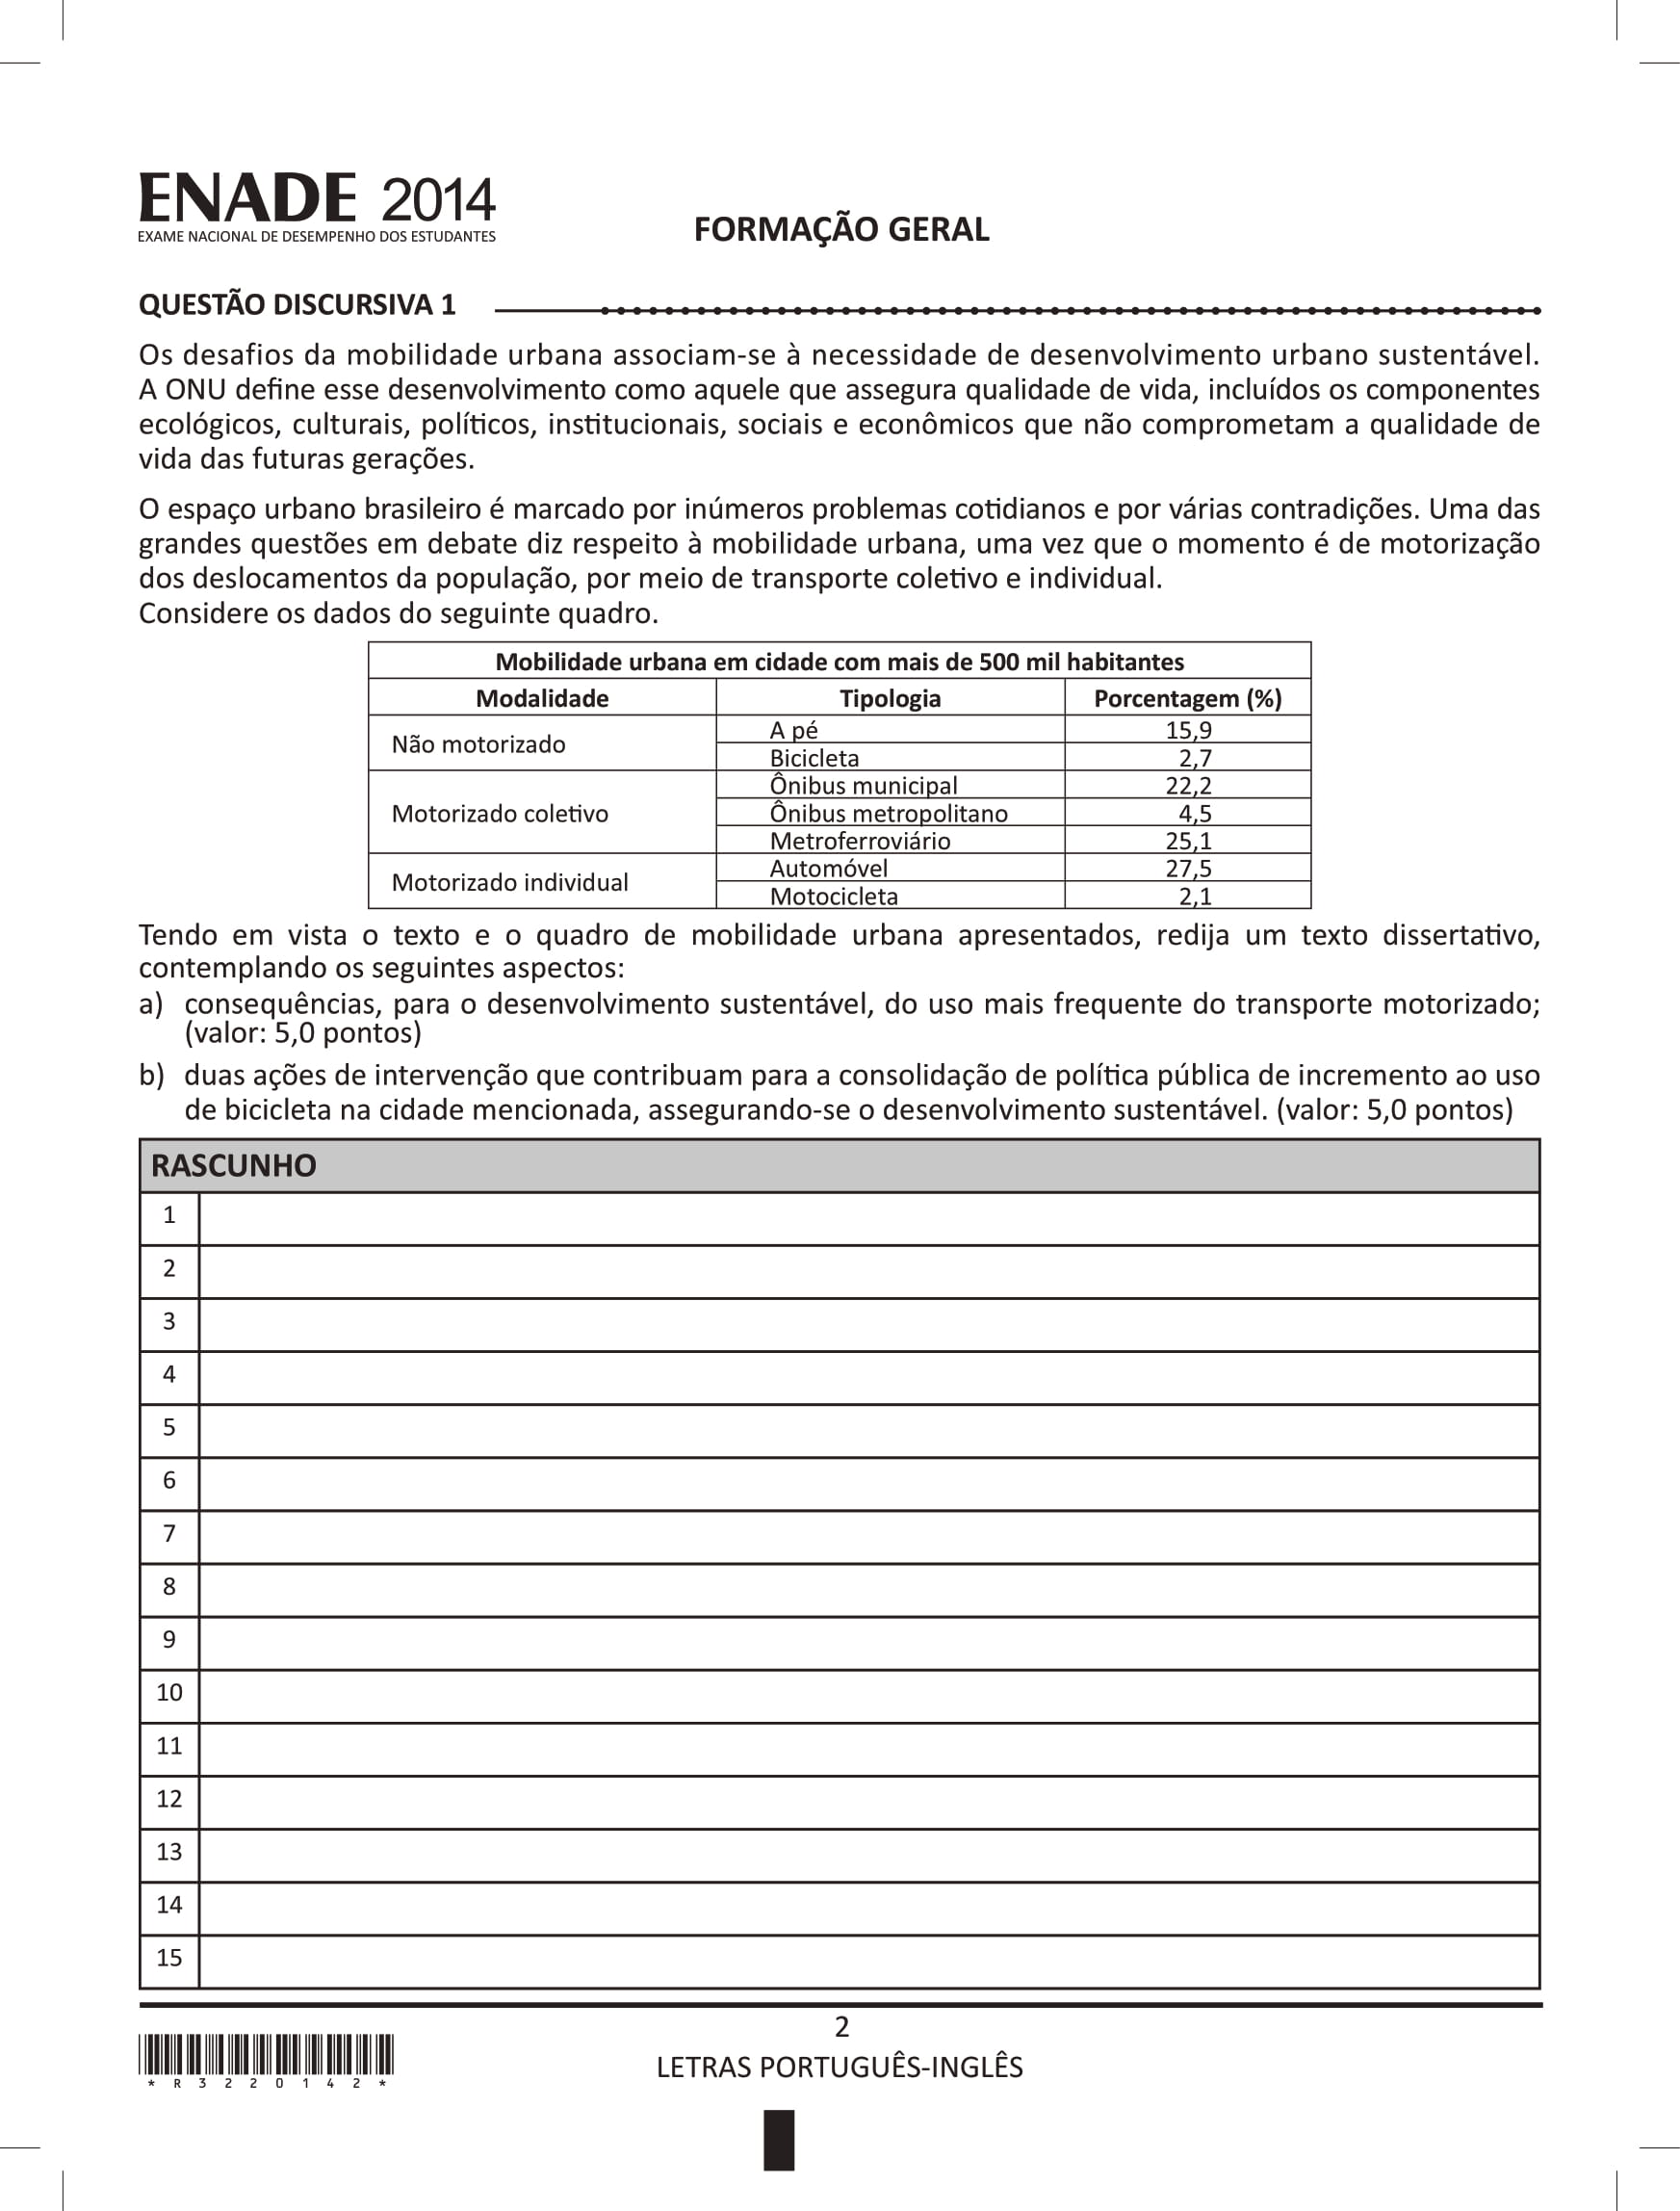 ENADE 2014
EXAME NACIONAL DE DESEMPENHO DOS ESTUDANTES
FORMAÇÃO GERAL
QUESTÃO DISCURSIVA 1
Os desafios da mobilidade urbana associam-se à necessidade de desenvolvimento urbano sustentável.
A ONU define esse desenvolvimento como aquele que assegura qualidade de vida, incluídos os componentes
ecológicos, culturais, políticos, institucionais, sociais e econômicos que não comprometam a qualidade de
vida das futuras gerações.
O espaço urbano brasileiro é marcado por inúmeros problemas cotidianos e por várias contradições. Uma das
grandes questões em debate diz respeito à mobilidade urbana, uma vez que o momento é de motorização
dos deslocamentos da população, por meio de transporte coletivo e individual.
Considere os dados do seguinte quadro.
Mobilidade urbana em cidade com mais de 500 mil habitantes
Modalidade Tipologia Porcentagem (%)
Não motorizado
A pé 15,9
Bicicleta 2,7
Motorizado coletivo
Ônibus municipal 22,2
Ônibus metropolitano 4,5
Metroferroviário 25,1
Motorizado individual
Automóvel 27,5
Motocicleta 2,1
Tendo em vista o texto e o quadro de mobilidade urbana apresentados, redija um texto dissertativo,
contemplando os seguintes aspectos:
a) consequências, para o desenvolvimento sustentável, do uso mais frequente do transporte motorizado;
(valor: 5,0 pontos)
b) duas ações de intervenção que contribuam para a consolidação de política pública de incremento ao uso
de bicicleta na cidade mencionada, assegurando-se o desenvolvimento sustentável. (valor: 5,0 pontos)
RASCUNHO
1
2
3
4
5
6
7
8
9
10
11
12
13
14
15
2
LETRAS PORTUGUÊS-INGLÊS
* R 3 2 2 0 1 4 2 *